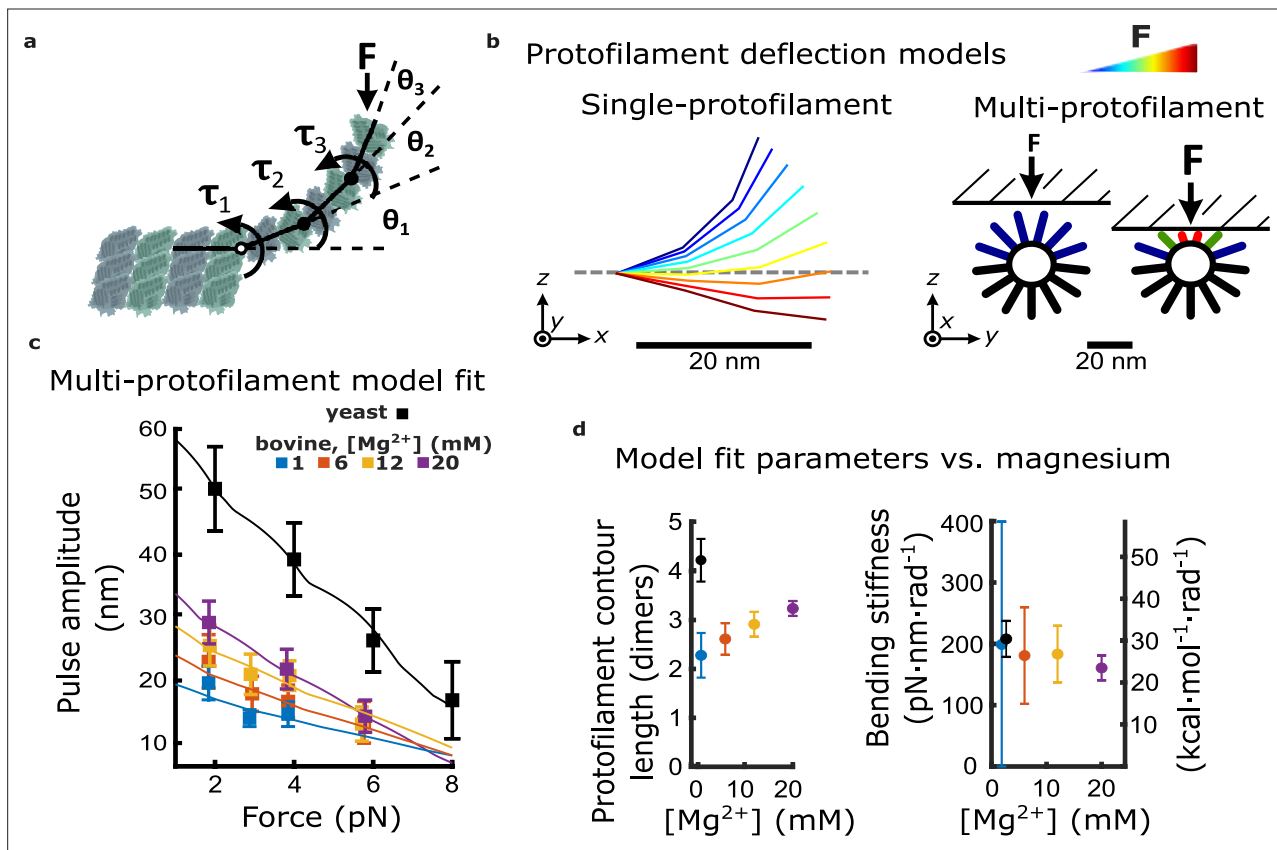 a
F
θ3
τ3
θ2
τ2
τ1
θ1
b
F
Protofilament deflection models
Single-protofilament
Multi-protofilament
F
F
z
y
x
20 nm
z
x
y
20 nm
c
Multi-protofilament model fit
yeast
bovine, [Mg2+] (mM)
1 6 12 20
Pulse amplitude
(nm)
60
50
40
30
20
10
2 4 6 8
Force (pN)
d
Model fit parameters vs. magnesium
Protofilament contour
length (dimers)
5
4
3
2
1
0
0 10 20
[Mg2+] (mM)
Bending stiffness
(pN·nm·rad-1)
400
300
200
100
0
0 10 20
[Mg2+] (mM)
50
40
30
20
10
(kcal·mol-1·rad-1)